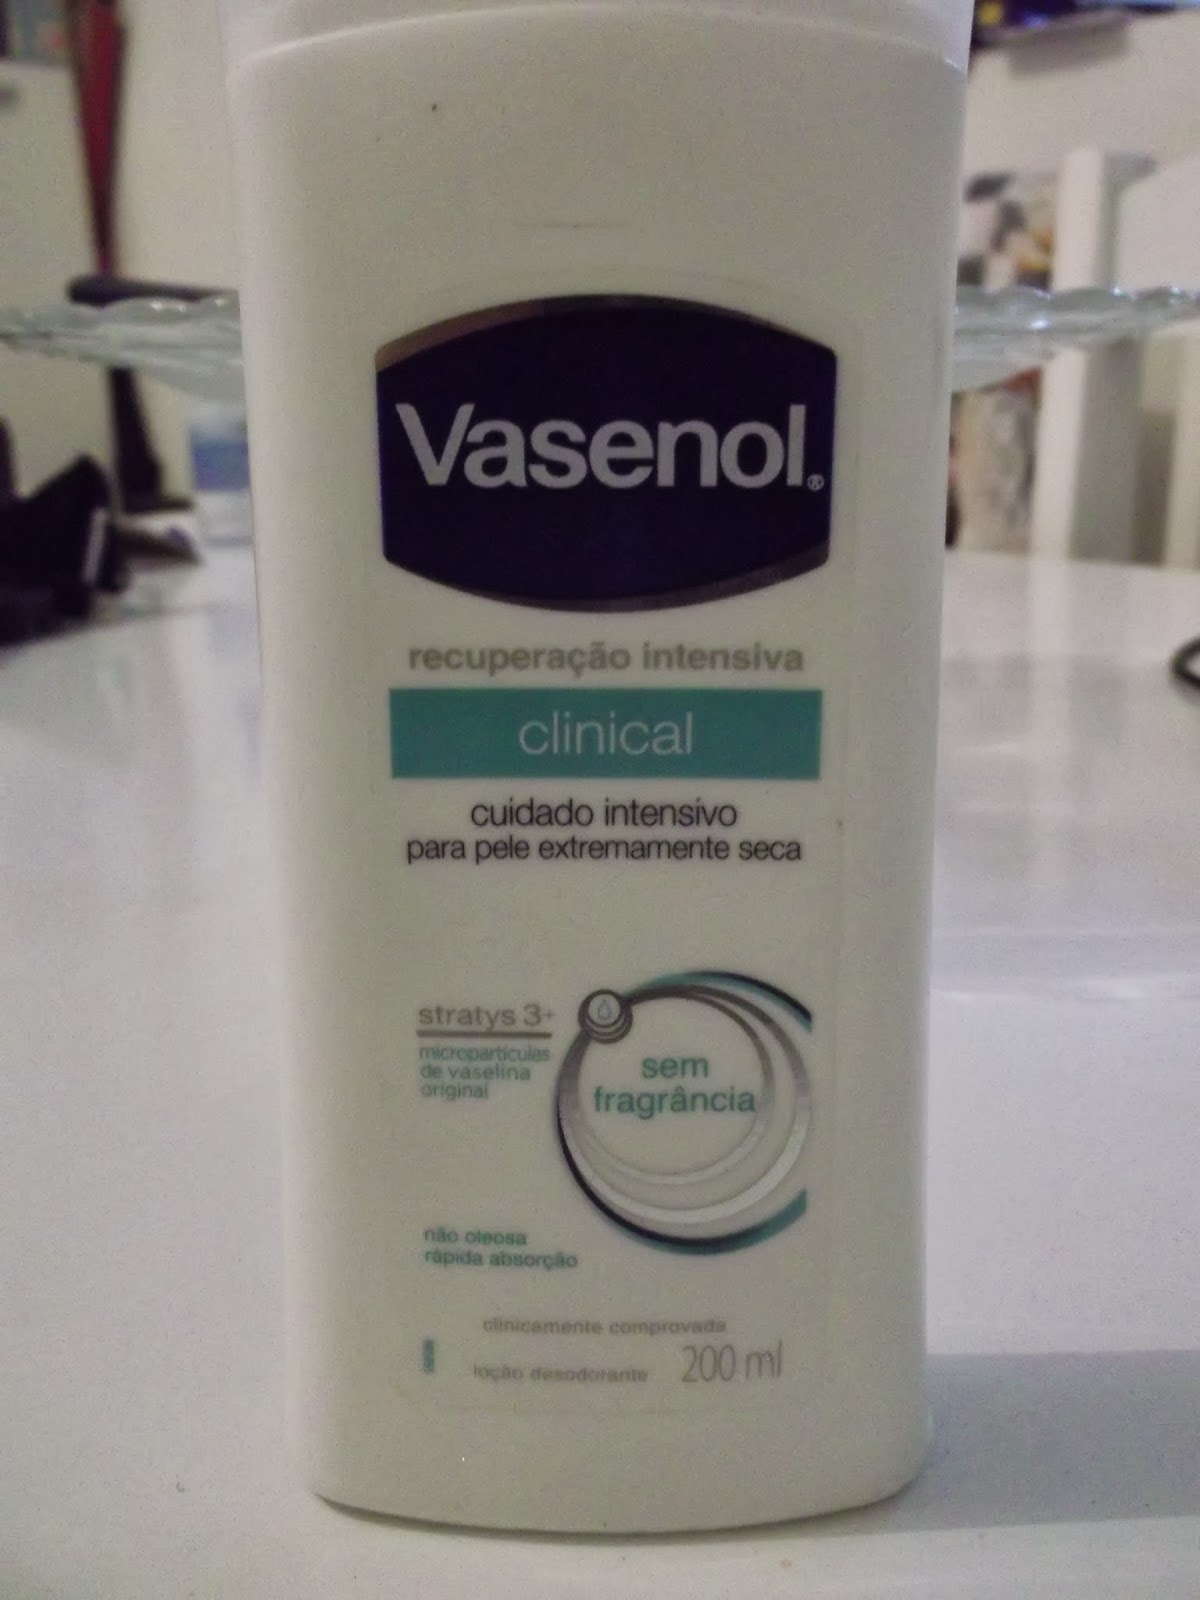 Vasenol®
recuperação intensiva
clinical
cuidado intensivo
para pele extremamente seca
stratys 3+
micropartículas
de vaselina
original
sem
fragrância
não oleosa
rápida absorção
clinicamente comprovada
loção desodorante 200 ml